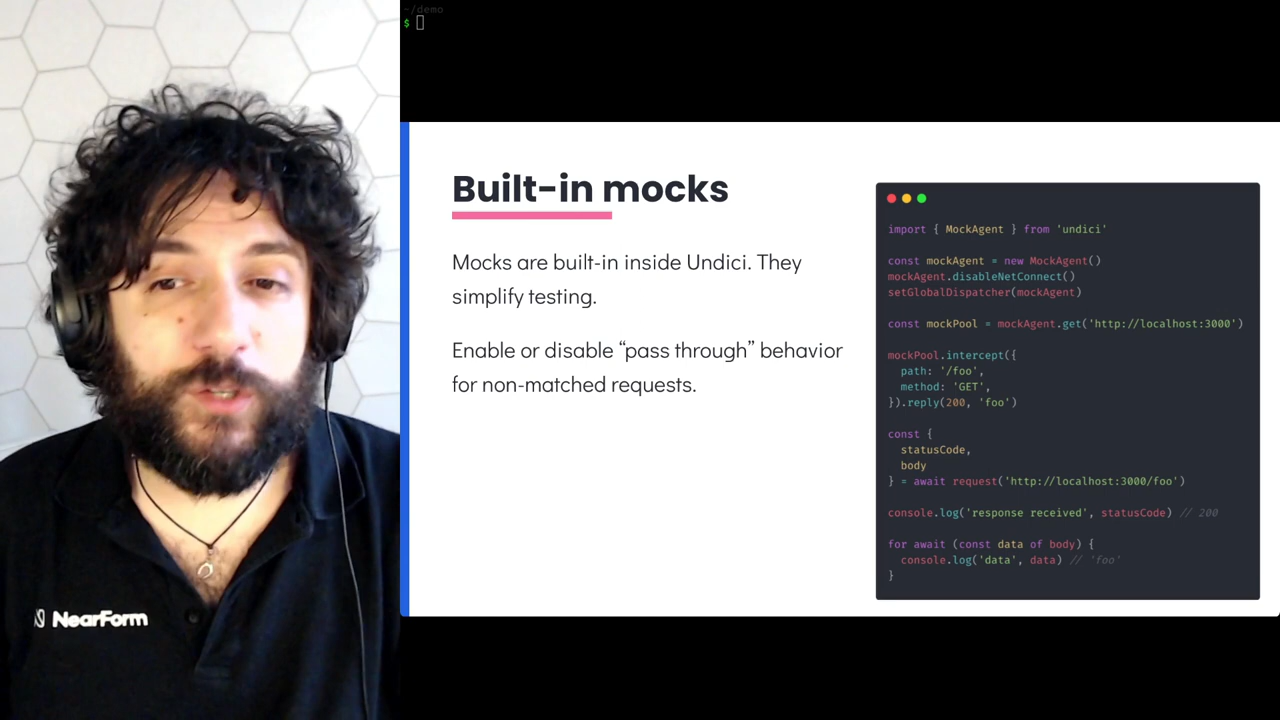 ~/demo
$
Built-in mocks
Mocks are built-in inside Undici. They
simplify testing.
Enable or disable “pass through” behavior
for non-matched requests.
import { MockAgent } from 'undici'
const mockAgent = new MockAgent()
mockAgent.disableNetConnect()
setGlobalDispatcher(mockAgent)
const mockPool = mockAgent.get('http://localhost:3000')
mockPool.intercept({
  path: '/foo',
  method: 'GET',
}).reply(200, 'foo')
const {
  statusCode,
  body
} = await request('http://localhost:3000/foo')
console.log('response received', statusCode) // 200
for await (const data of body) {
  console.log('data', data) // 'foo'
}
NearForm